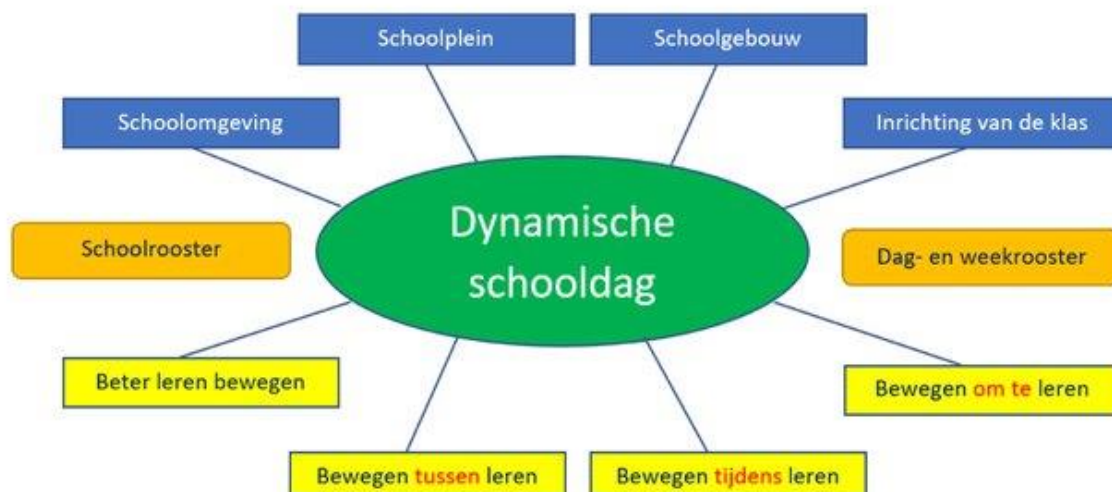 Schoolplein
Schoolgebouw
Schoolomgeving
Inrichting van de klas
Dynamische
schooldag
Schoolrooster
Dag- en weekrooster
Beter leren bewegen
Bewegen om te leren
Bewegen tussen leren
Bewegen tijdens leren